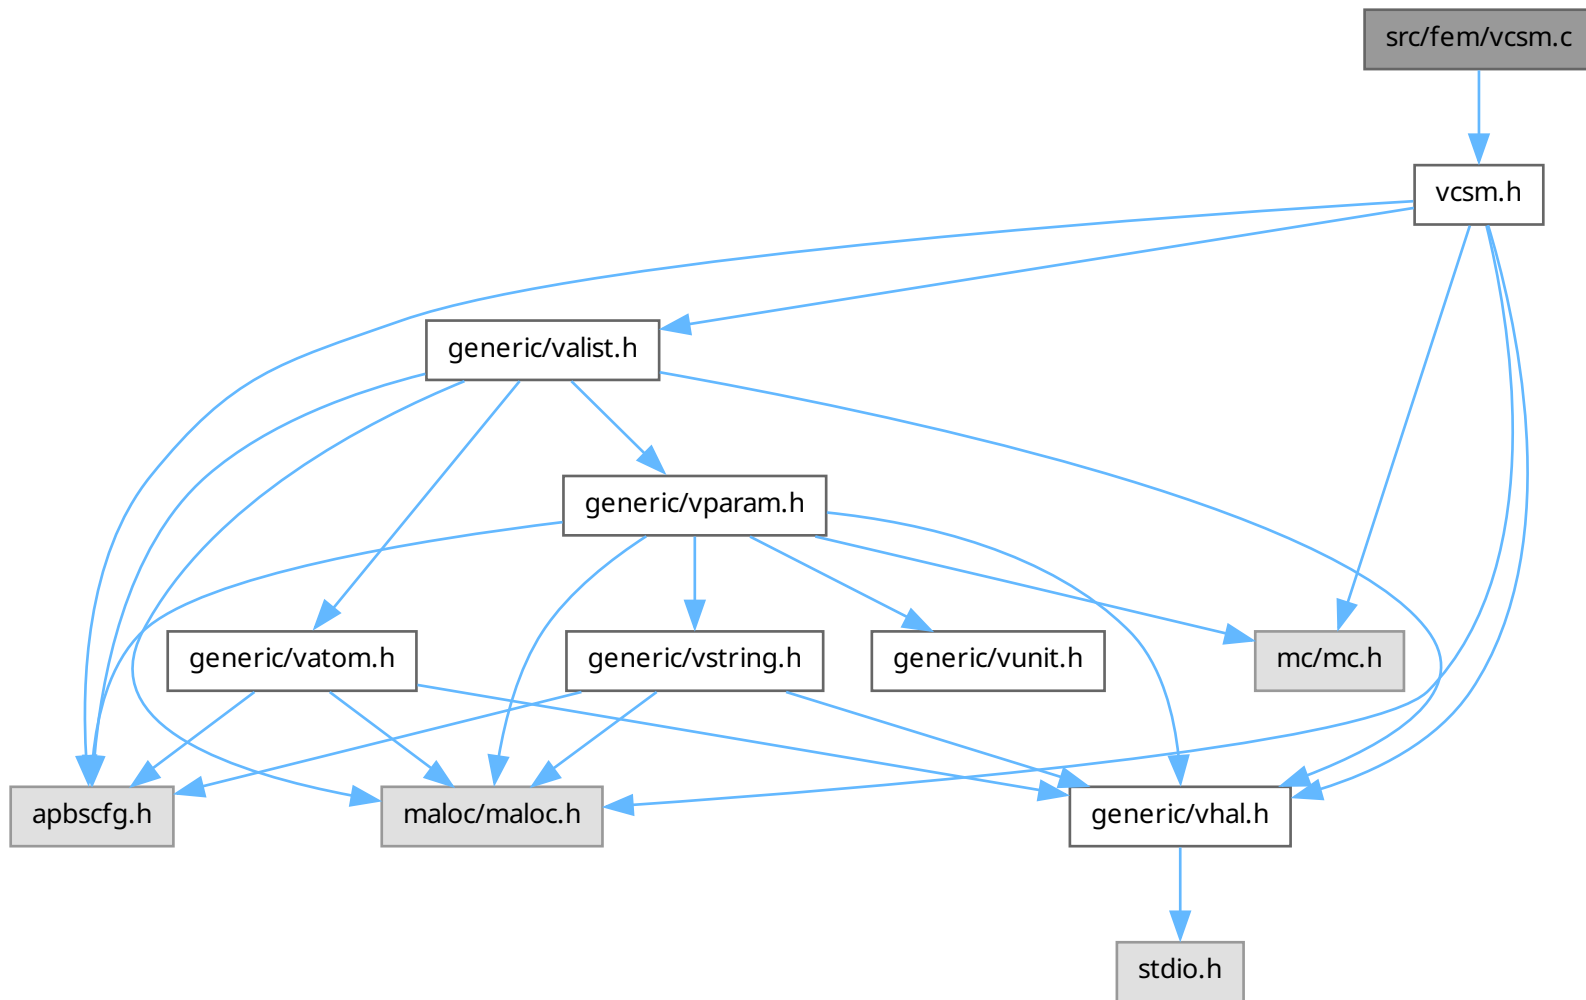 src/fem/vcsm.c
vcsm.h
generic/valist.h
generic/vparam.h
generic/vatom.h
generic/vstring.h
generic/vunit.h
mc/mc.h
apbscfg.h
maloc/maloc.h
generic/vhal.h
stdio.h